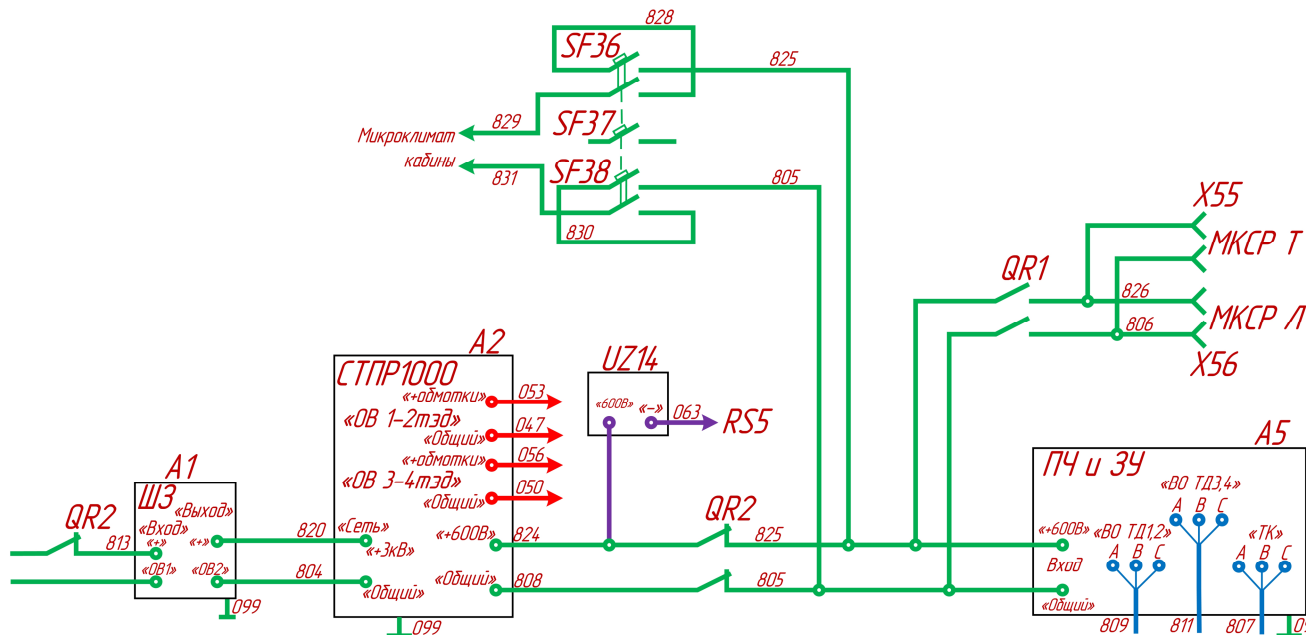 828
SF36
825
829
SF37
Микроклимат
кабины
831
SF38
805
830
X55
МКСР Т
QR1
826
МКСР Л
806
X56
A2
СТПР1000
«+обмотки»
053
«ОВ 1-2тэд»
«Общий»
047
«+обмотки»
056
«ОВ 3-4тэд»
«Общий»
050
«Сеть»
«+3кВ»
«Общий»
«+600В»
824
«Общий»
808
099
UZ14
«600В»
«-»
063
RS5
QR2
825
805
A1
ШЗ
«Выход»
«Вход»
«+»
«+»
«ОВ1»
«ОВ2»
QR2
813
820
804
099
A5
ПЧ и ЗУ
«ВО ТД3,4»
A B C
«+600В»
«ВО ТД1,2»
A B C
«ТК»
A B C
Вход
«Общий»
809
811
807